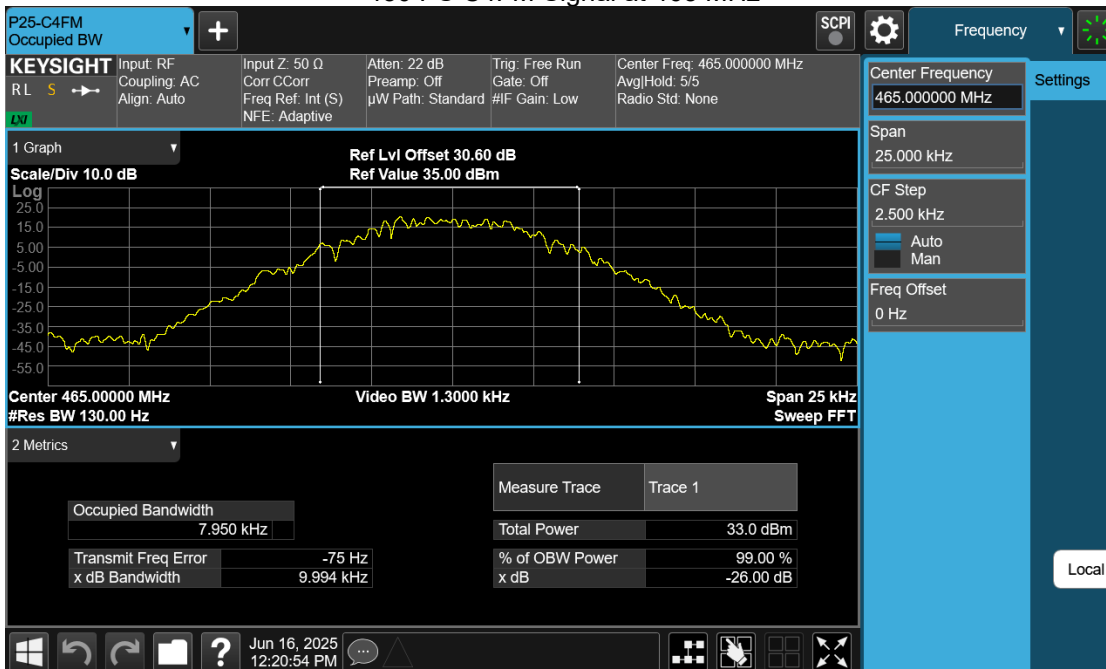 P25-C4FM
Occupied BW
+
SCPI
Frequency
KEYSIGHT
R L S
LXI
Input: RF
Coupling: AC
Align: Auto
Input Z: 50 Ω
Corr CCorr
Freq Ref: Int (S)
NFE: Adaptive
Atten: 22 dB
Preamp: Off
µW Path: Standard
Trig: Free Run
Gate: Off
#IF Gain: Low
Center Freq: 465.000000 MHz
Avg|Hold: 5/5
Radio Std: None
Center Frequency
465.000000 MHz
Settings
Span
25.000 kHz
CF Step
2.500 kHz
Auto
Man
Freq Offset
0 Hz
Local
1 Graph
Scale/Div 10.0 dB
Ref Lvl Offset 30.60 dB
Ref Value 35.00 dBm
Log
25.0
15.0
5.00
-5.00
-15.0
-25.0
-35.0
-45.0
-55.0
Center 465.00000 MHz
#Res BW 130.00 Hz
Video BW 1.3000 kHz
Span 25 kHz
Sweep FFT
2 Metrics
Measure Trace Trace 1
Occupied Bandwidth
7.950 kHz
Total Power 33.0 dBm
Transmit Freq Error -75 Hz
% of OBW Power 99.00 %
x dB Bandwidth 9.994 kHz
x dB -26.00 dB
?
Jun 16, 2025
12:20:54 PM